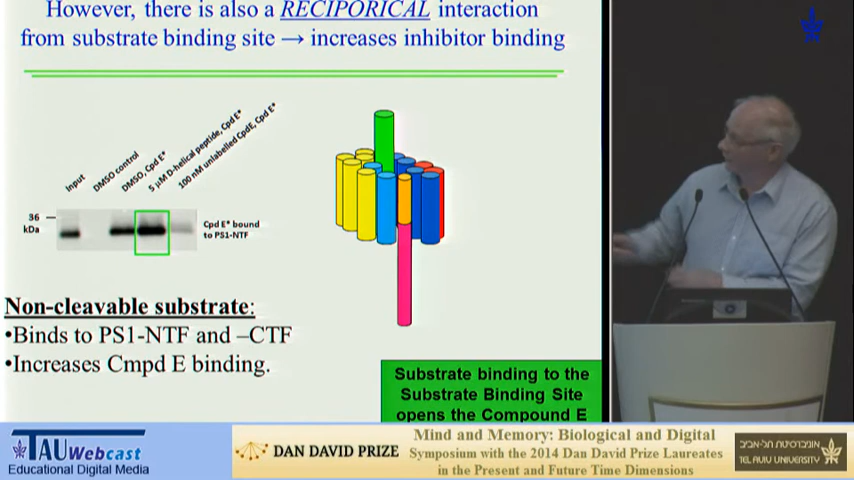 However, there is also a RECIPORICAL interaction
from substrate binding site → increases inhibitor binding
Input
DMSO control
DMSO, Cpd E*
5 µM D-helical peptide, Cpd E*
100 nM unlabelled CpdE, Cpd E*
36
kDa
Cpd E* bound
to PS1-NTF
Non-cleavable substrate:
•Binds to PS1-NTF and –CTF
•Increases Cmpd E binding.
Substrate binding to the
Substrate Binding Site
opens the Compound E
TAUWebcast
Educational Digital Media
DAN DAVID PRIZE
Mind and Memory: Biological and Digital
Symposium with the 2014 Dan David Prize Laureates
in the Present and Future Time Dimensions
אוניברסיטת תל-אביב
TEL AVIV UNIVERSITY